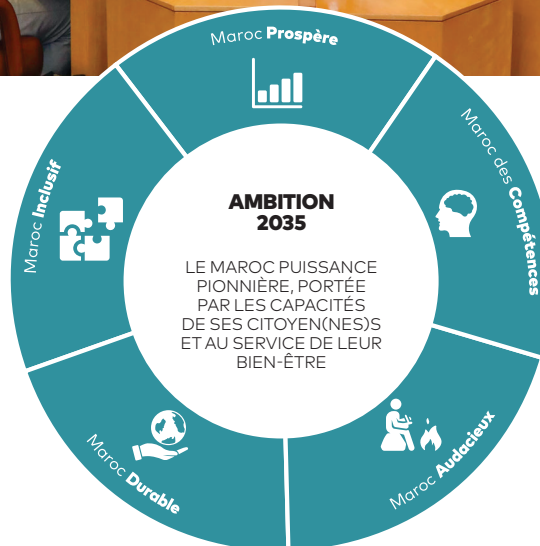 Maroc Prospère
Maroc des Compétences
Maroc Audacieux
Maroc Durable
Maroc Inclusif
AMBITION
2035
LE MAROC PUISSANCE
PIONNIÈRE, PORTÉE
PAR LES CAPACITÉS
DE SES CITOYEN(NES)S
ET AU SERVICE DE LEUR
BIEN-ÊTRE